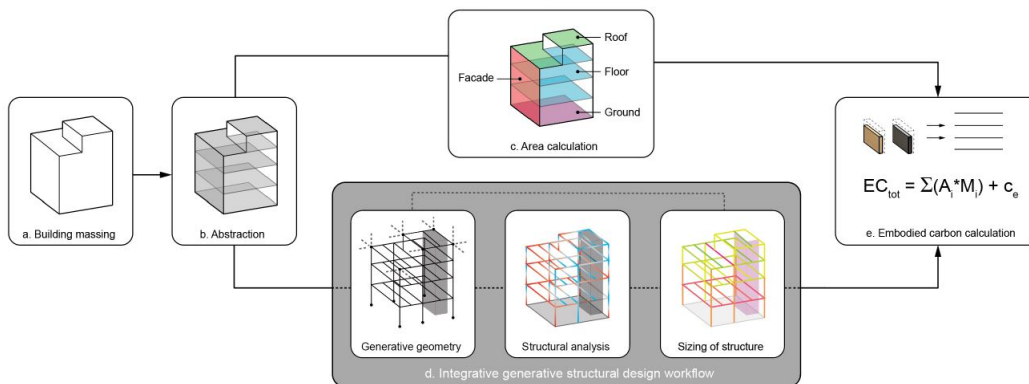 Roof
Facade
Floor
Ground
c. Area calculation
a. Building massing
b. Abstraction
EC_tot = Σ(A_i*M_i) + c_e
e. Embodied carbon calculation
Generative geometry
Structural analysis
Sizing of structure
d. Integrative generative structural design workflow